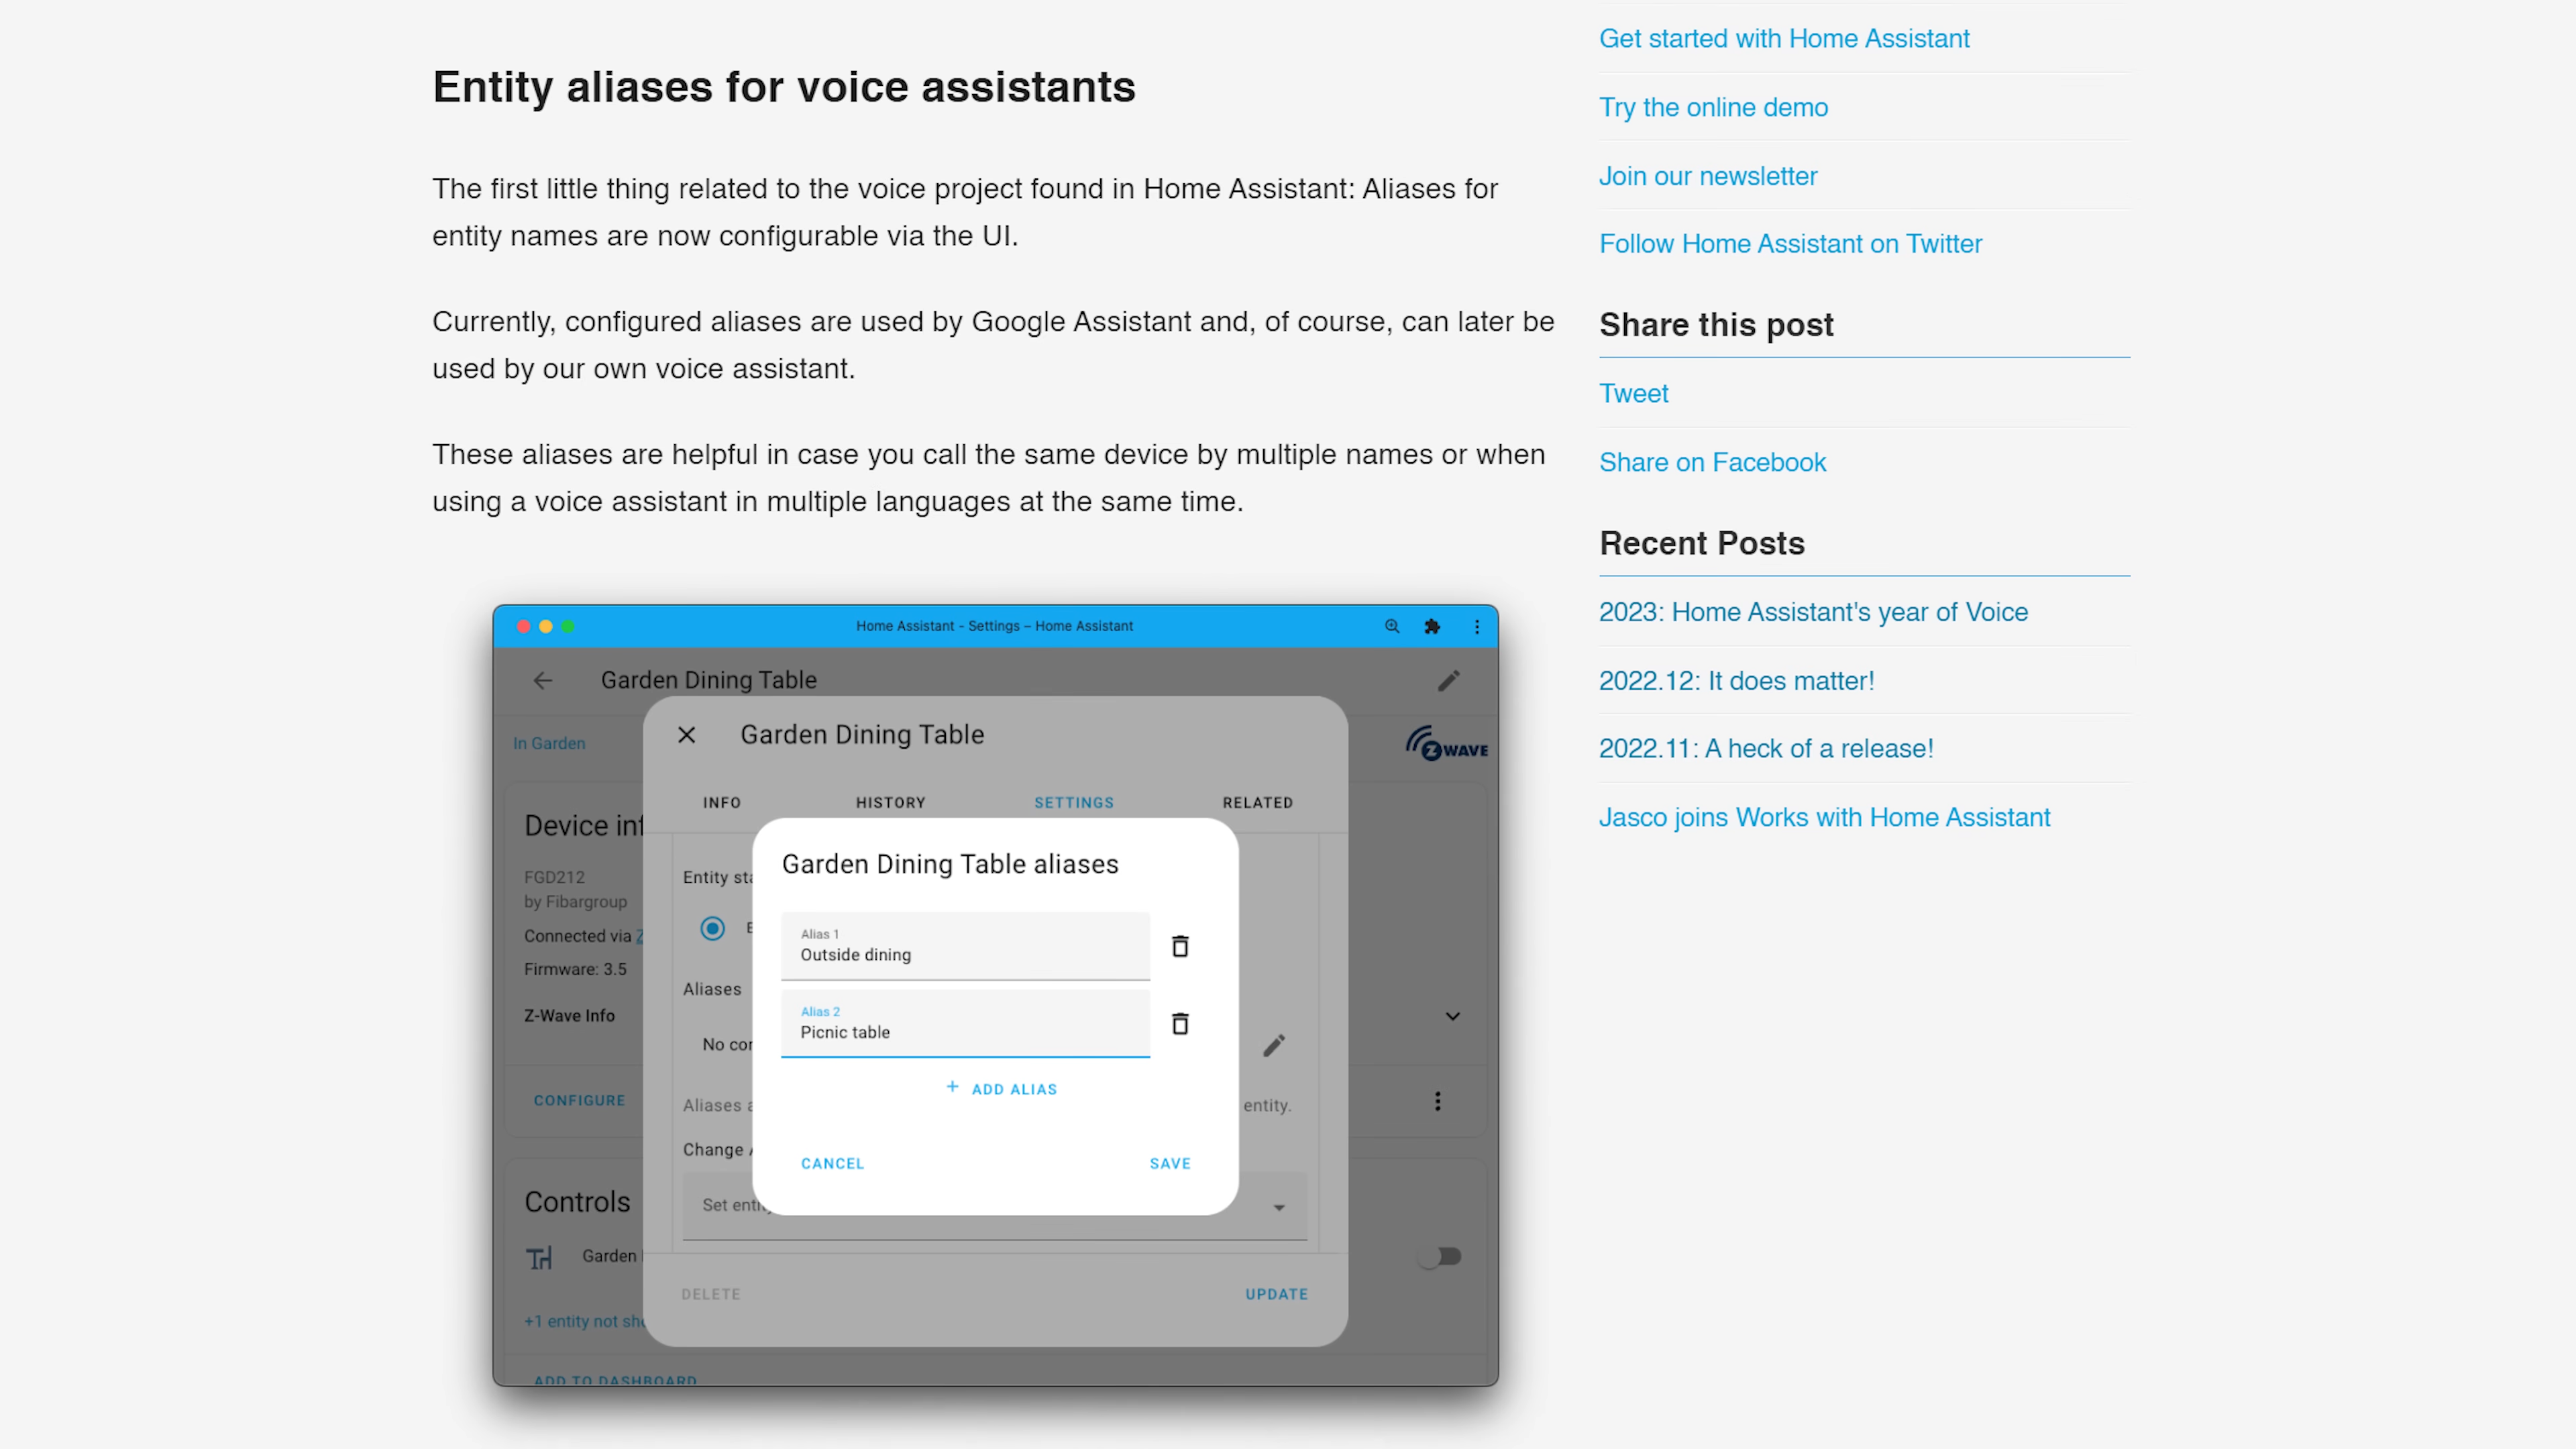 Entity aliases for voice assistants
The first little thing related to the voice project found in Home Assistant: Aliases for
entity names are now configurable via the UI.
Currently, configured aliases are used by Google Assistant and, of course, can later be
used by our own voice assistant.
These aliases are helpful in case you call the same device by multiple names or when
using a voice assistant in multiple languages at the same time.
Home Assistant - Settings – Home Assistant
Garden Dining Table
In Garden
Z WAVE
Garden Dining Table
INFO HISTORY SETTINGS RELATED
Device inf
FGD212
by Fibargroup
Connected via Z
Firmware: 3.5
Z-Wave Info
CONFIGURE
Entity sta
E
Aliases
No con
Aliases a
entity.
Change A
Set enti
DELETE UPDATE
Garden Dining Table aliases
Alias 1
Outside dining
Alias 2
Picnic table
+ ADD ALIAS
CANCEL SAVE
Controls
Garden
+1 entity not sho
ADD TO DASHBOARD
Get started with Home Assistant
Try the online demo
Join our newsletter
Follow Home Assistant on Twitter
Share this post
Tweet
Share on Facebook
Recent Posts
2023: Home Assistant's year of Voice
2022.12: It does matter!
2022.11: A heck of a release!
Jasco joins Works with Home Assistant